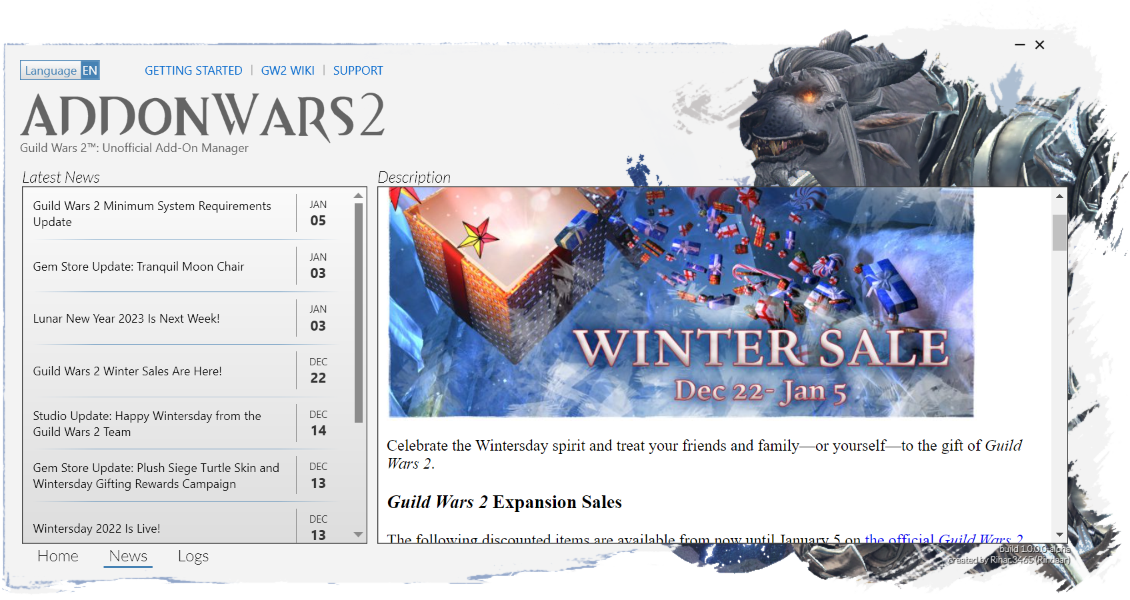 Language EN
GETTING STARTED | GW2 WIKI | SUPPORT
ADDONWARS2
Guild Wars 2™: Unofficial Add-On Manager
Latest News
Guild Wars 2 Minimum System Requirements
Update
JAN
05
Gem Store Update: Tranquil Moon Chair
JAN
03
Lunar New Year 2023 Is Next Week!
JAN
03
Guild Wars 2 Winter Sales Are Here!
DEC
22
Studio Update: Happy Wintersday from the
Guild Wars 2 Team
DEC
14
Gem Store Update: Plush Siege Turtle Skin and
Wintersday Gifting Rewards Campaign
DEC
13
Wintersday 2022 Is Live!
DEC
13
Description
WINTER SALE
Dec 22- Jan 5
Celebrate the Wintersday spirit and treat your friends and family—or yourself—to the gift of Guild
Wars 2.
Guild Wars 2 Expansion Sales
The following discounted items are available from now until January 5 on the official Guild Wars 2
Home
News
Logs
created by